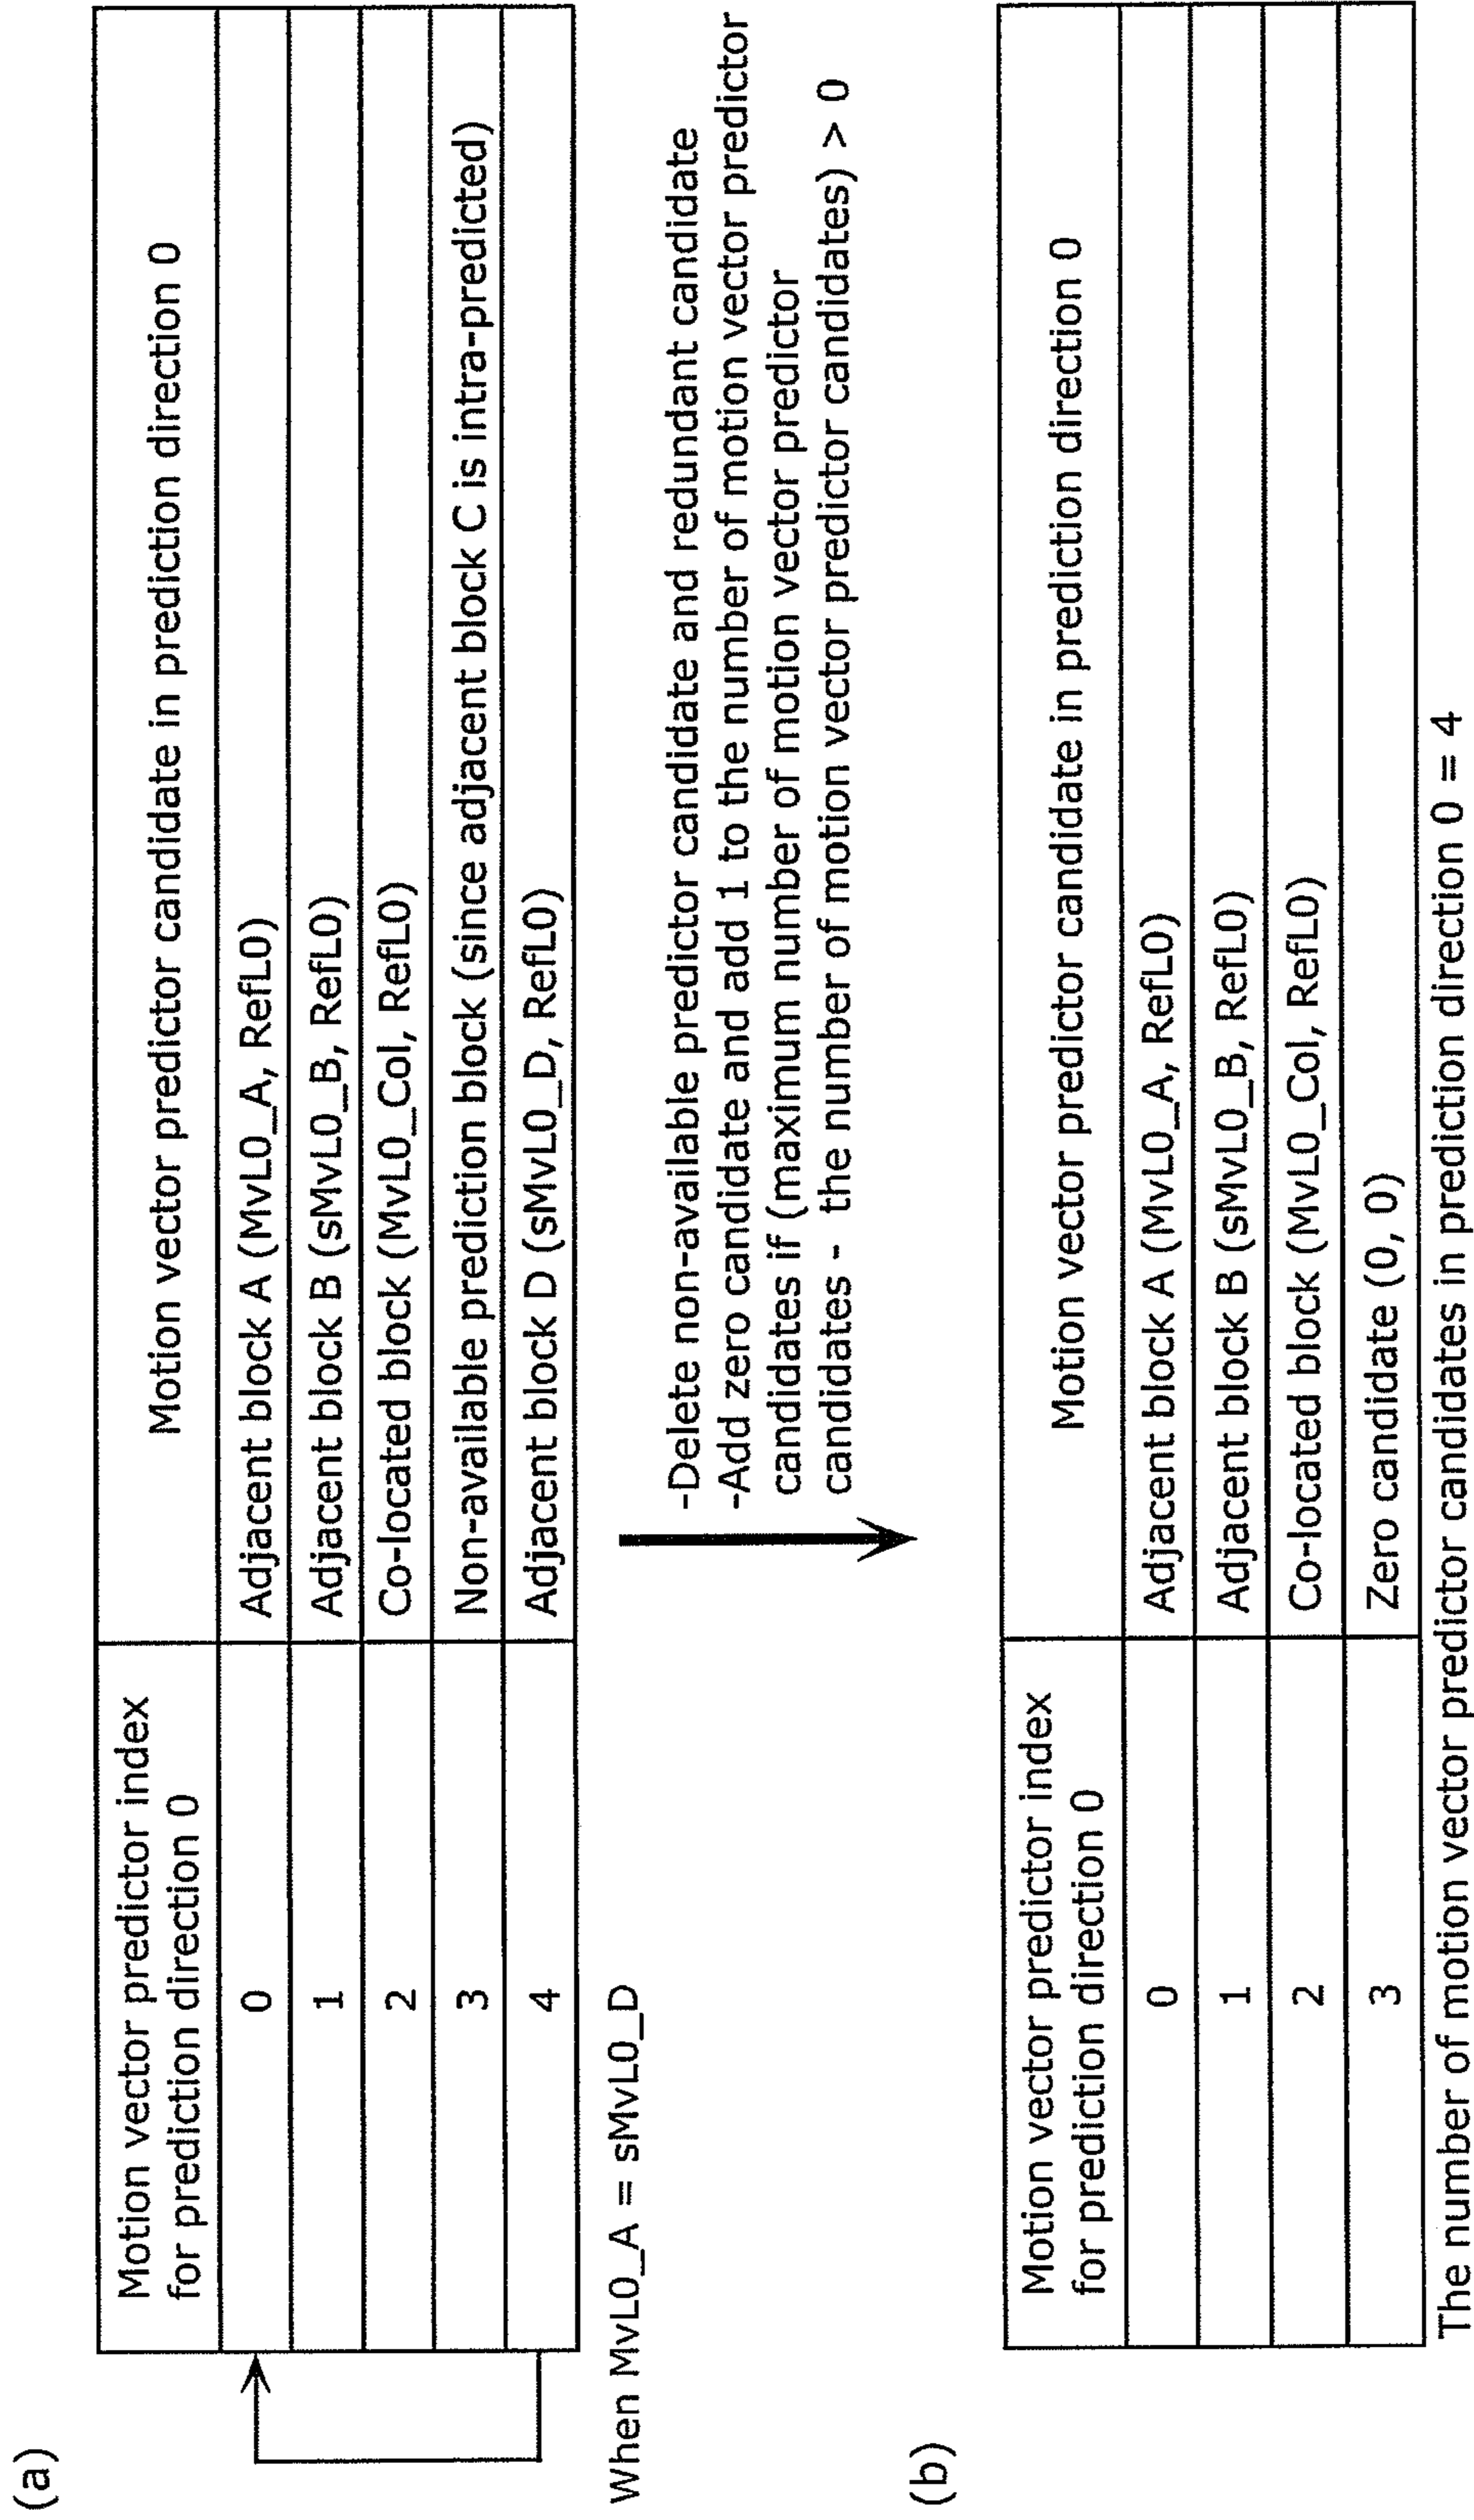 (a)
Motion vector predictor index
for prediction direction 0
Motion vector predictor candidate in prediction direction 0
0
Adjacent block A (MvL0_A, RefL0)
1
Adjacent block B (sMvL0_B, RefL0)
2
Co-located block (MvL0_Col, RefL0)
3
Non-available prediction block (since adjacent block C is intra-predicted)
4
Adjacent block D (sMvL0_D, RefL0)
When MvL0_A = sMvL0_D
-Delete non-available predictor candidate and redundant candidate
-Add zero candidate and add 1 to the number of motion vector predictor
candidates if (maximum number of motion vector predictor
candidates - the number of motion vector predictor candidates) > 0
(b)
Motion vector predictor index
for prediction direction 0
Motion vector predictor candidate in prediction direction 0
0
Adjacent block A (MvL0_A, RefL0)
1
Adjacent block B (sMvL0_B, RefL0)
2
Co-located block (MvL0_Col, RefL0)
3
Zero candidate (0, 0)
The number of motion vector predictor candidates in prediction direction 0 = 4